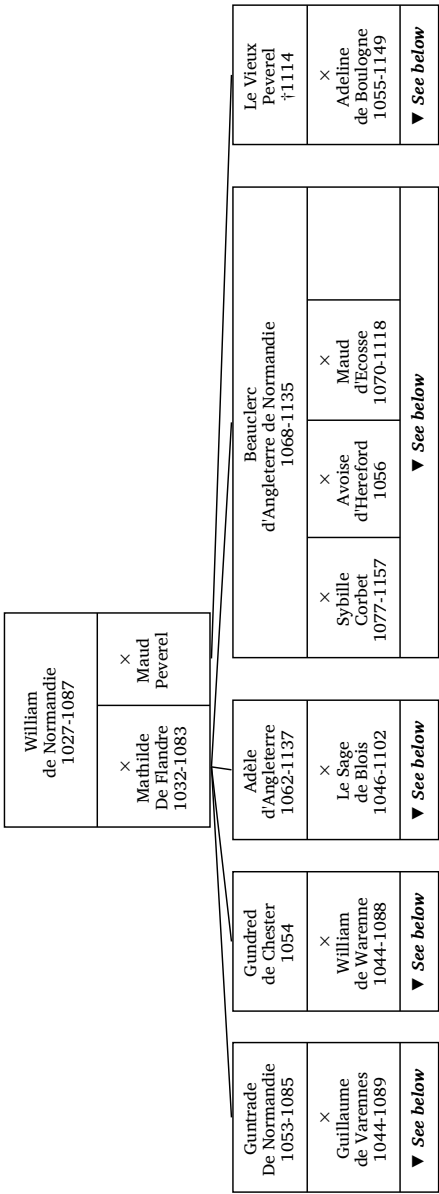 William
de Normandie
1027-1087
×
Mathilde
De Flandre
1032-1083
×
Maud
Peverel
Guntrade
De Normandie
1053-1085
×
Guillaume
de Varennes
1044-1089
▼ See below
Gundred
de Chester
1054
×
William
de Warenne
1044-1088
▼ See below
Adèle
d'Angleterre
1062-1137
×
Le Sage
de Blois
1046-1102
▼ See below
Beauclerc
d'Angleterre de Normandie
1068-1135
×
Sybille
Corbet
1077-1157
×
Avoise
d'Hereford
1056
×
Maud
d'Ecosse
1070-1118
▼ See below
Le Vieux
Peverel
†1114
×
Adeline
de Boulogne
1055-1149
▼ See below